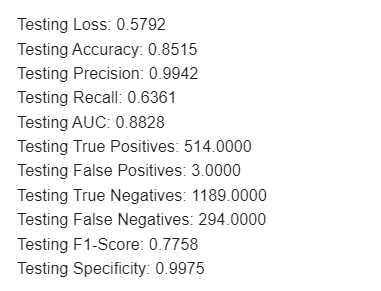 Testing Loss: 0.5792
Testing Accuracy: 0.8515
Testing Precision: 0.9942
Testing Recall: 0.6361
Testing AUC: 0.8828
Testing True Positives: 514.0000
Testing False Positives: 3.0000
Testing True Negatives: 1189.0000
Testing False Negatives: 294.0000
Testing F1-Score: 0.7758
Testing Specificity: 0.9975